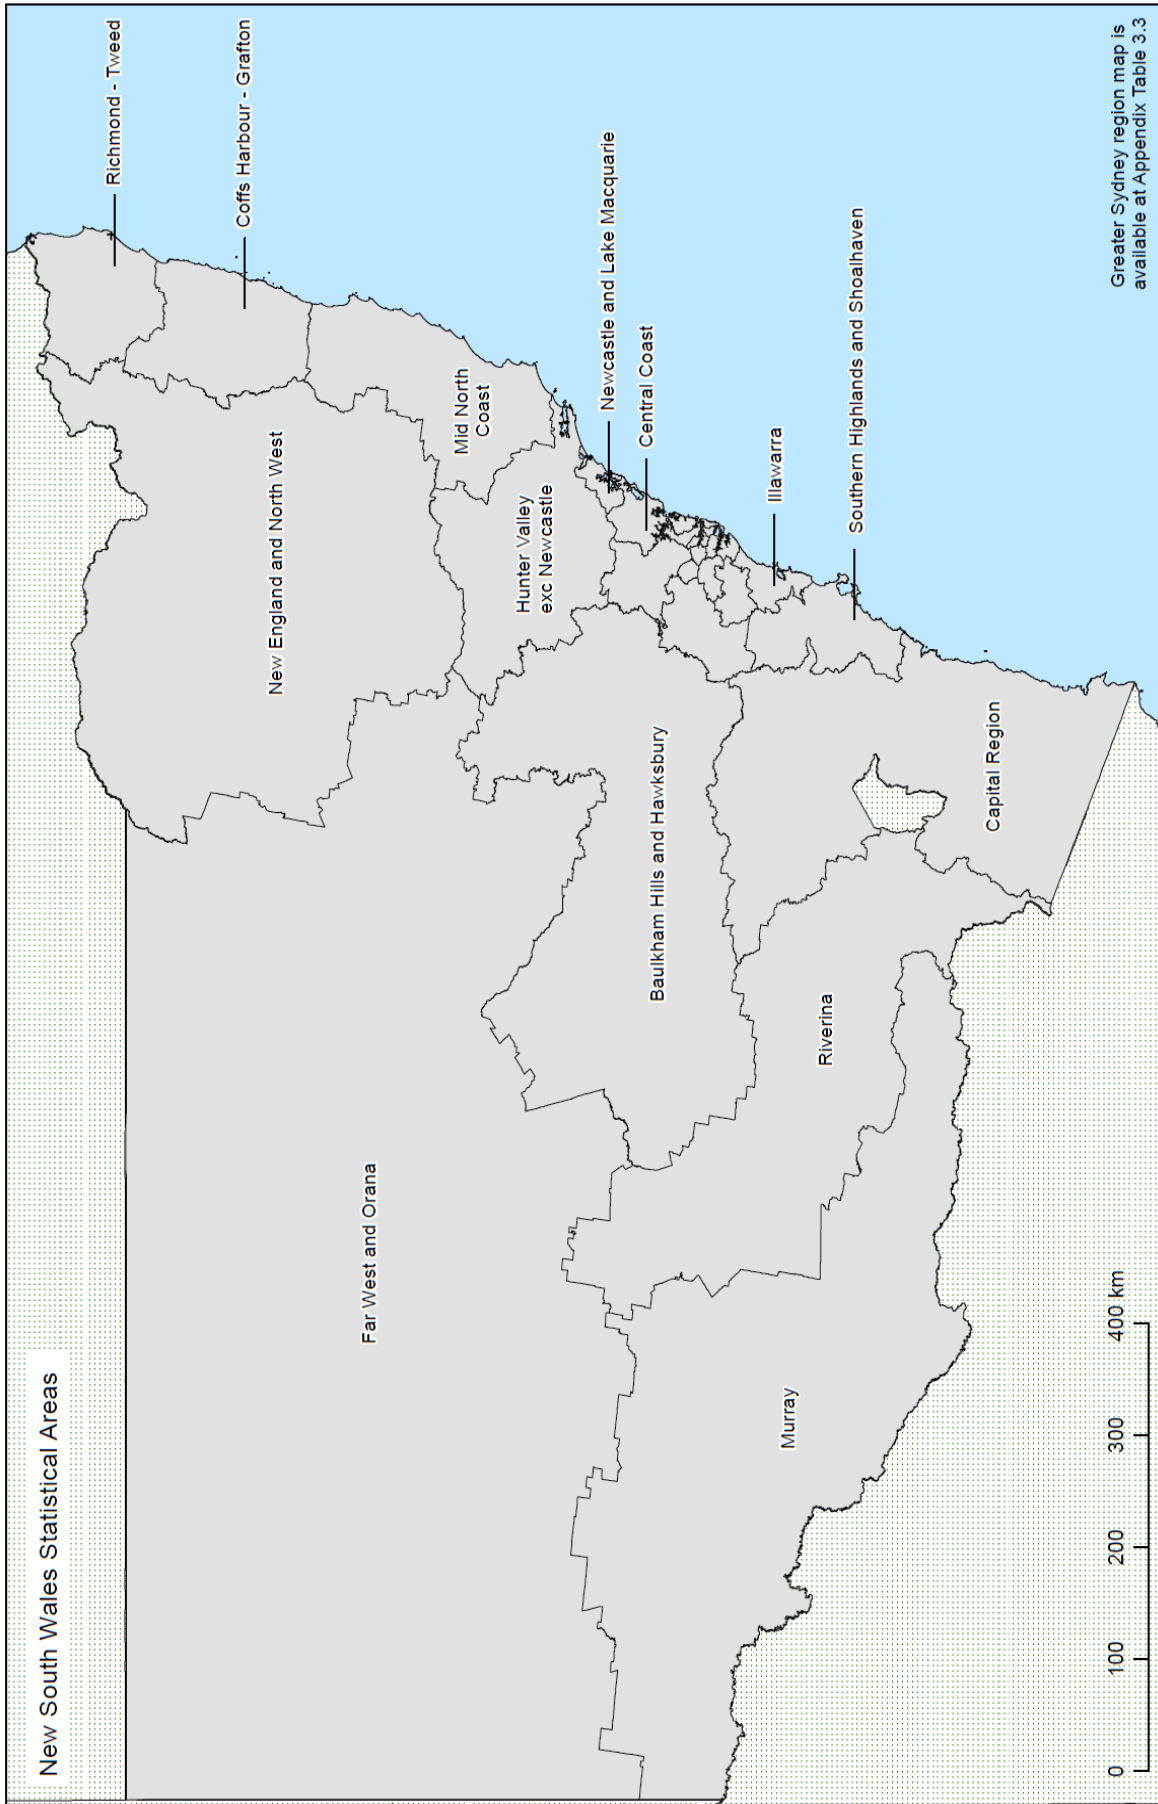 New South Wales Statistical Areas
Richmond - Tweed
Coffs Harbour - Grafton
New England and North West
Mid North
Coast
Hunter Valley
exc Newcastle
Newcastle and Lake Macquarie
Central Coast
Far West and Orana
Baulkham Hills and Hawksbury
Illawarra
Southern Highlands and Shoalhaven
Riverina
Murray
Capital Region
0 100 200 300 400 km
Greater Sydney region map is
available at Appendix Table 3.3